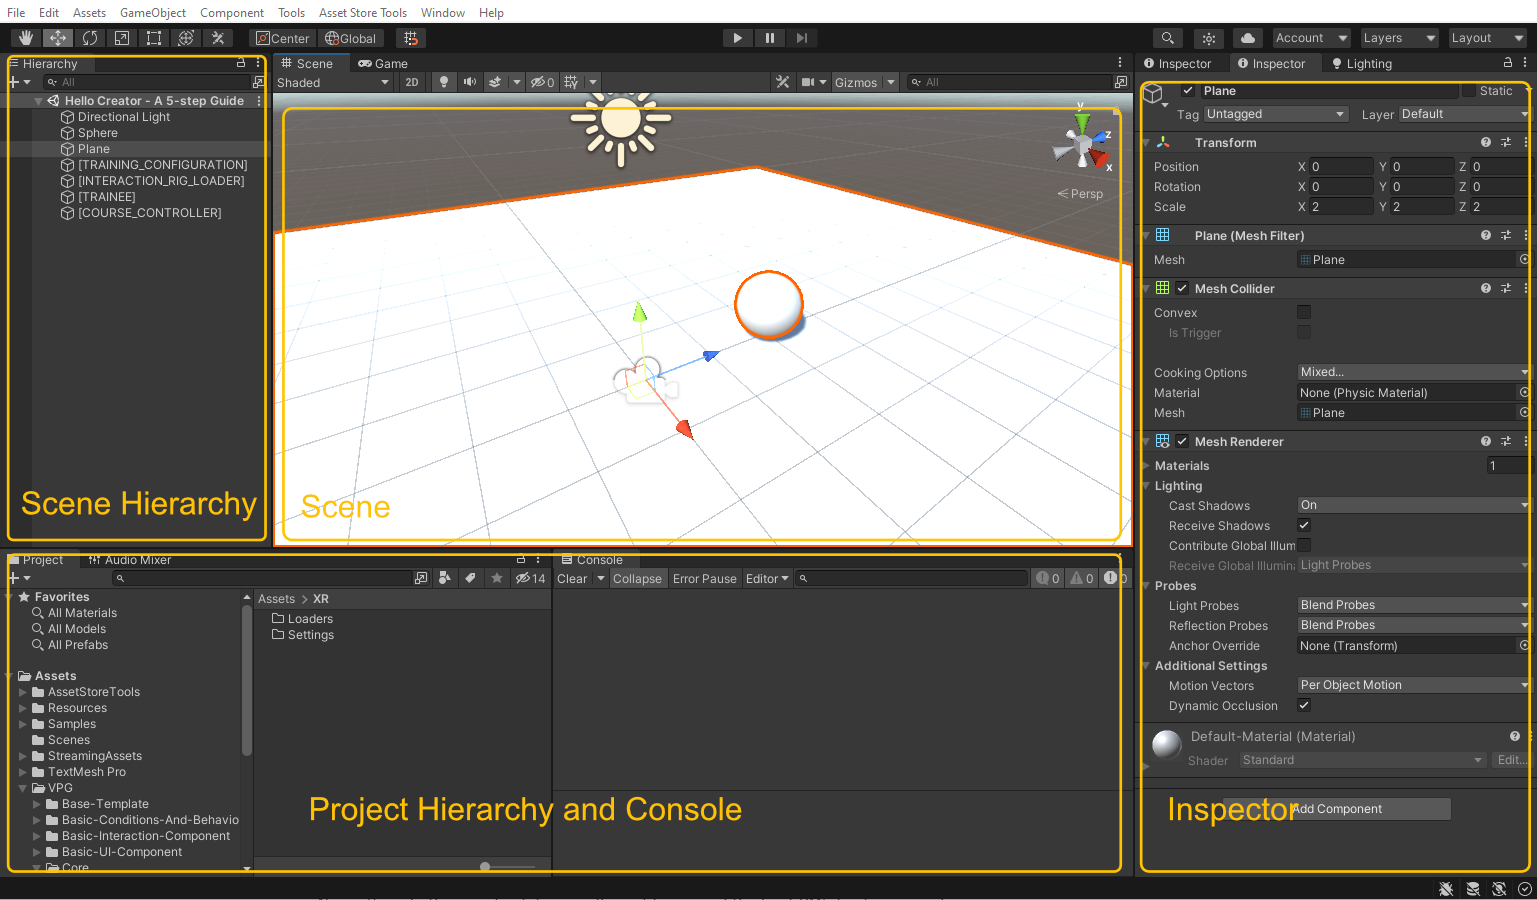 File Edit Assets GameObject Component Tools Asset Store Tools Window Help
Center Global Account Layers Layout
Hierarchy
All
Hello Creator - A 5-step Guide
Directional Light
Sphere
Plane
[TRAINING_CONFIGURATION]
[INTERACTION_RIG_LOADER]
[TRAINEE]
[COURSE_CONTROLLER]
Scene Hierarchy
Scene Game
Shaded 2D 0 Gizmos All
y
z
x
Persp
Scene
Inspector Inspector Lighting
Plane Static
Tag Untagged Layer Default
Transform
Position X 0 Y 0 Z 0
Rotation X 0 Y 0 Z 0
Scale X 2 Y 2 Z 2
Plane (Mesh Filter)
Mesh Plane
Mesh Collider
Convex
Is Trigger
Cooking Options Mixed...
Material None (Physic Material)
Mesh Plane
Mesh Renderer
Materials 1
Lighting
Cast Shadows On
Receive Shadows
Contribute Global Illum
Receive Global Illumin Light Probes
Probes
Light Probes Blend Probes
Reflection Probes Blend Probes
Anchor Override None (Transform)
Additional Settings
Motion Vectors Per Object Motion
Dynamic Occlusion
Default-Material (Material)
Shader Standard Edit...
Add Component
Inspector
Project Audio Mixer
14
Favorites
All Materials
All Models
All Prefabs
Assets
AssetStoreTools
Resources
Samples
Scenes
StreamingAssets
TextMesh Pro
VPG
Base-Template
Basic-Conditions-And-Behavio
Basic-Interaction-Component
Basic-UI-Component
Core
Assets > XR
Loaders
Settings
Console
Clear Collapse Error Pause Editor 0 0 0
Project Hierarchy and Console